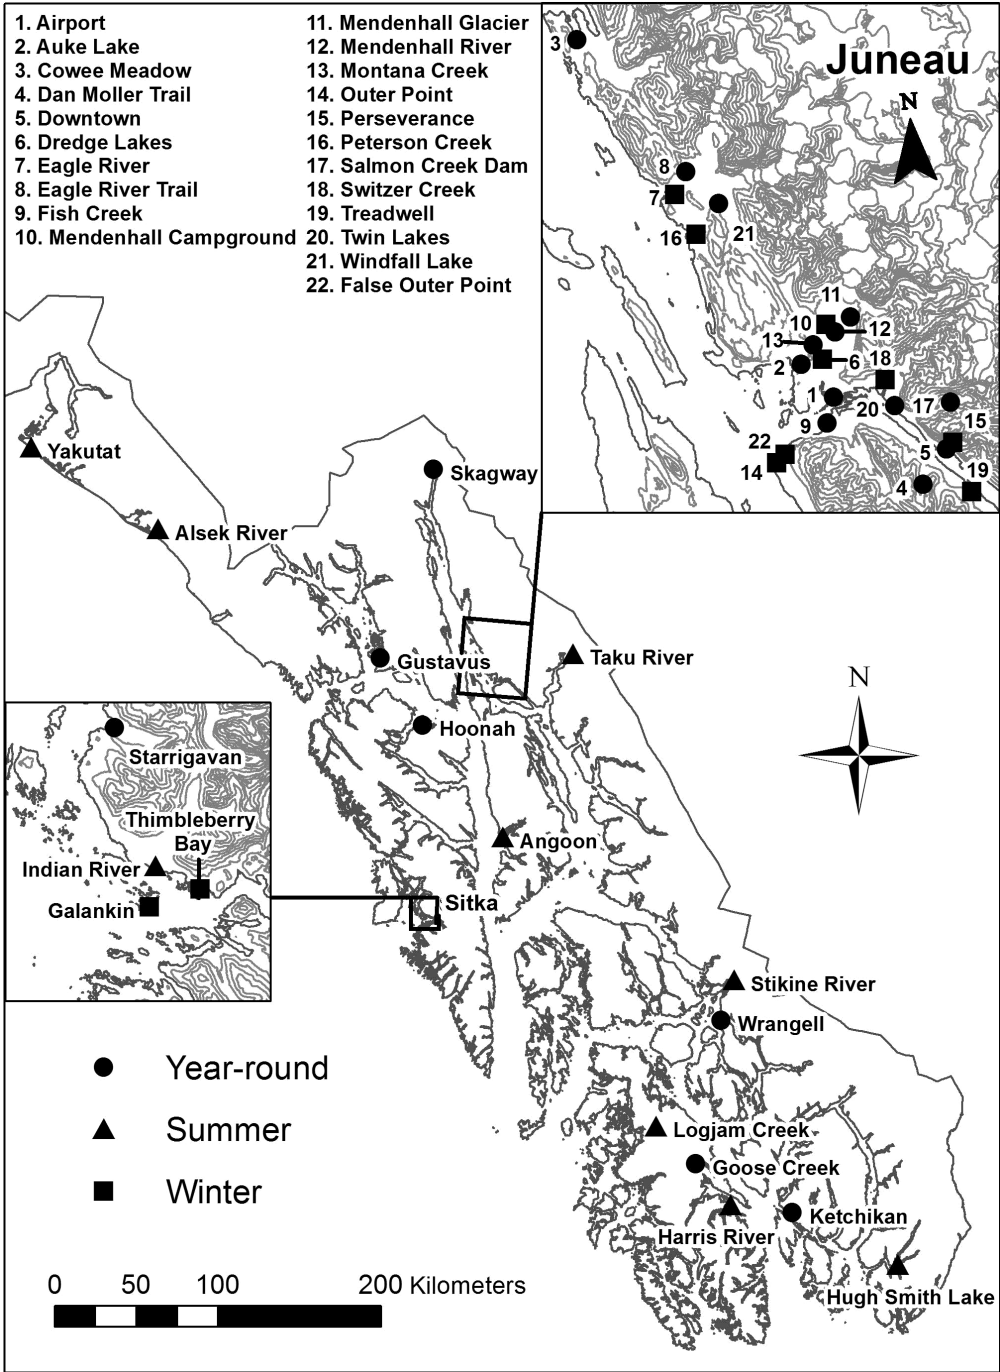 1. Airport
2. Auke Lake
3. Cowee Meadow
4. Dan Moller Trail
5. Downtown
6. Dredge Lakes
7. Eagle River
8. Eagle River Trail
9. Fish Creek
10. Mendenhall Campground
11. Mendenhall Glacier
12. Mendenhall River
13. Montana Creek
14. Outer Point
15. Perseverance
16. Peterson Creek
17. Salmon Creek Dam
18. Switzer Creek
19. Treadwell
20. Twin Lakes
21. Windfall Lake
22. False Outer Point
Juneau
N
3
8
7
21
16
11
10
12
13
6
18
2
1
20
17
9
15
22
5
14
4
19
Yakutat
Skagway
Alsek River
Gustavus
Taku River
N
Hoonah
Starrigavan
Thimbleberry
Bay
Indian River
Galankin
Angoon
Sitka
Stikine River
Wrangell
Year-round
Summer
Winter
Logjam Creek
Goose Creek
Ketchikan
Harris River
Hugh Smith Lake
0 50 100 200 Kilometers